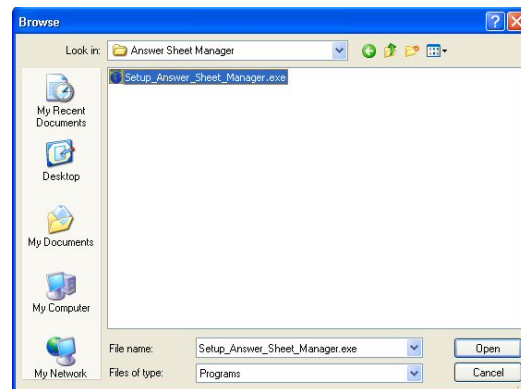 Browse
Look in:
Answer Sheet Manager
Setup_Answer_Sheet_Manager.exe
My Recent
Documents
Desktop
My Documents
My Computer
My Network
File name:
Setup_Answer_Sheet_Manager.exe
Open
Files of type:
Programs
Cancel